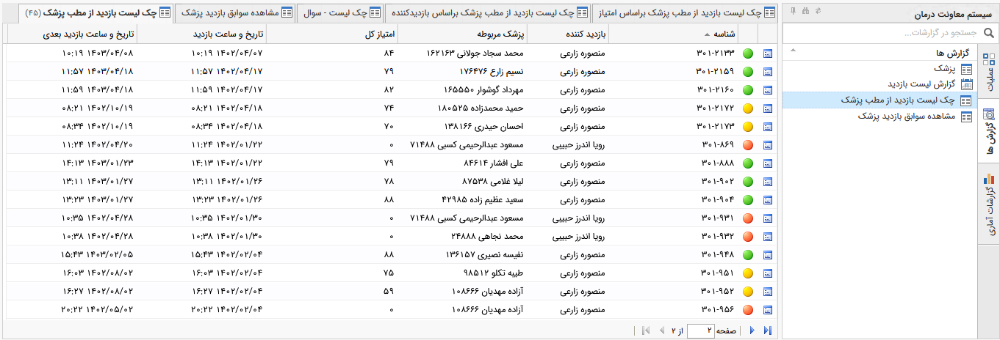 سیستم معاونت درمان
جستجو در گزارشات...
گزارش ها
پزشک
گزارش لیست بازدید
چک لیست بازدید از مطب پزشک
مشاهده سوابق بازدید پزشک
عملیات
گزارش ها
گزارشات آماری
چک لیست بازدید از مطب پزشک براساس امتیاز
چک لیست بازدید از مطب پزشک براساس بازدیدکننده
چک لیست - سوال
مشاهده سوابق بازدید پزشک
چک لیست بازدید از مطب پزشک (۴۵)
شناسه بازدید کننده پزشک مربوطه امتیاز کل تاریخ و ساعت بازدید تاریخ و ساعت بازدید بعدی
۳۰۱-۲۱۳۳ منصوره زارعی محمد سجاد جولانی ۱۶۲۱۶۳ ۸۴ ۱۴۰۲/۰۴/۰۷ ۱۰:۱۹ ۱۴۰۳/۰۴/۰۸ ۱۰:۱۹
۳۰۱-۲۱۵۹ منصوره زارعی نسیم زارع ۱۷۶۴۷۶ ۷۹ ۱۴۰۲/۰۴/۱۷ ۱۱:۵۷ ۱۴۰۳/۰۴/۱۸ ۱۱:۵۷
۳۰۱-۲۱۶۰ منصوره زارعی مهرداد گوشوار ۱۶۵۵۵۰ ۸۲ ۱۴۰۲/۰۴/۱۷ ۱۱:۵۹ ۱۴۰۳/۰۴/۱۸ ۱۱:۵۹
۳۰۱-۲۱۷۲ منصوره زارعی حمید محمدزاده ۱۸۰۵۲۵ ۷۴ ۱۴۰۲/۰۴/۱۸ ۰۸:۲۱ ۱۴۰۲/۱۰/۱۹ ۰۸:۲۱
۳۰۱-۲۱۷۳ منصوره زارعی احسان حیدری ۱۳۸۱۶۶ ۷۰ ۱۴۰۲/۰۴/۱۸ ۰۸:۳۴ ۱۴۰۲/۱۰/۱۹ ۰۸:۳۴
۳۰۱-۸۶۹ رویا اندرز حبیبی مسعود عبدالرحیمی کسبی ۷۱۴۸۸ ۰ ۱۴۰۲/۰۱/۲۲ ۱۱:۲۴ ۱۴۰۲/۰۴/۲۰ ۱۱:۲۴
۳۰۱-۸۸۸ منصوره زارعی علی افشار ۸۴۶۱۴ ۷۹ ۱۴۰۲/۰۱/۲۲ ۱۴:۱۳ ۱۴۰۳/۰۱/۲۳ ۱۴:۱۳
۳۰۱-۹۰۲ منصوره زارعی لیلا غلامی ۸۷۵۳۸ ۷۸ ۱۴۰۲/۰۱/۲۶ ۱۳:۱۱ ۱۴۰۳/۰۱/۲۷ ۱۳:۱۱
۳۰۱-۹۰۴ منصوره زارعی سعید عظیم زاده ۴۲۹۸۵ ۸۸ ۱۴۰۲/۰۱/۲۶ ۱۳:۲۳ ۱۴۰۳/۰۱/۲۷ ۱۳:۲۳
۳۰۱-۹۳۱ رویا اندرز حبیبی مسعود عبدالرحیمی کسبی ۷۱۴۸۸ ۰ ۱۴۰۲/۰۱/۳۰ ۱۰:۳۵ ۱۴۰۲/۰۴/۲۸ ۱۰:۳۵
۳۰۱-۹۳۲ رویا اندرز حبیبی محمد نجاهی ۲۴۸۸۸ ۰ ۱۴۰۲/۰۱/۳۰ ۱۰:۳۸ ۱۴۰۲/۰۴/۲۸ ۱۰:۳۸
۳۰۱-۹۴۸ منصوره زارعی نفیسه نصیری ۱۳۶۱۵۷ ۸۸ ۱۴۰۲/۰۲/۰۴ ۱۵:۴۳ ۱۴۰۳/۰۲/۰۵ ۱۵:۴۳
۳۰۱-۹۵۱ منصوره زارعی طیبه تکلو ۹۸۵۱۲ ۷۵ ۱۴۰۲/۰۲/۰۴ ۱۶:۰۳ ۱۴۰۲/۰۸/۰۲ ۱۶:۰۳
۳۰۱-۹۵۲ منصوره زارعی آزاده مهدیان ۱۰۸۶۶۶ ۵۹ ۱۴۰۲/۰۲/۰۴ ۱۶:۲۷ ۱۴۰۲/۰۸/۰۲ ۱۶:۲۷
۳۰۱-۹۵۶ منصوره زارعی آزاده مهدیان ۱۰۸۶۶۶ ۰ ۱۴۰۲/۰۲/۰۴ ۲۰:۲۲ ۱۴۰۲/۰۵/۰۲ ۲۰:۲۲
صفحه ۲ از ۲